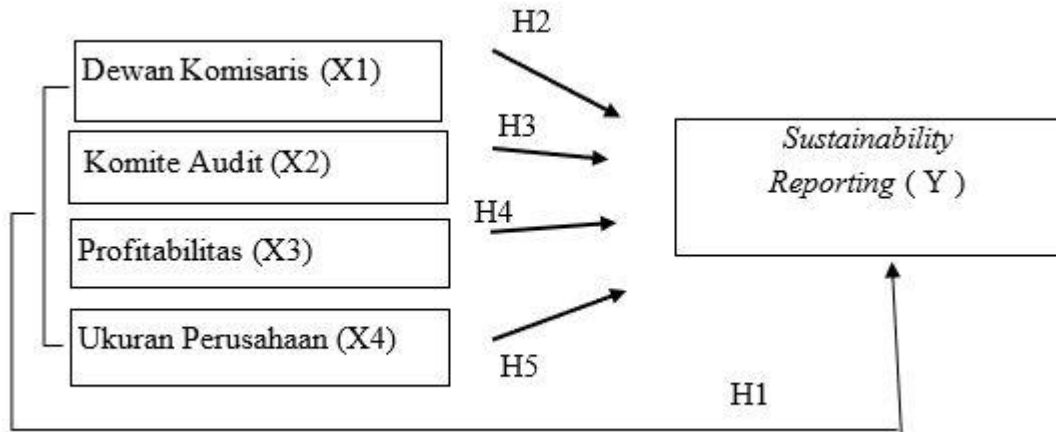 H2
Dewan Komisaris (X1)
H3
Komite Audit (X2)
Sustainability
Reporting ( Y )
H4
Profitabilitas (X3)
Ukuran Perusahaan (X4)
H5
H1